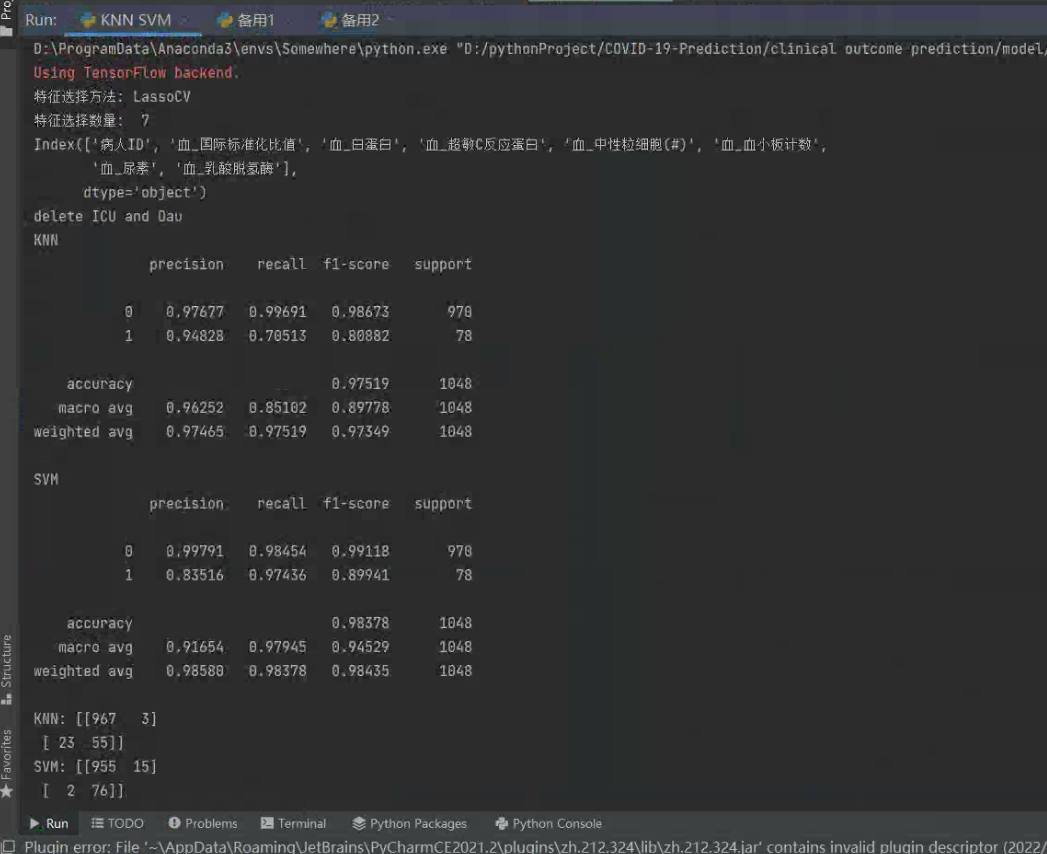 Run: KNN SVM 备用1 备用2
D:\ProgramData\Anaconda3\envs\Somewhere\python.exe "D:/pythonProject/COVID-19-Prediction/clinical outcome prediction/model/
Using TensorFlow backend.
特征选择方法: LassoCV
特征选择数量: 7
Index(['病人ID', '血_国际标准化比值', '血_白蛋白', '血_超敏C反应蛋白', '血_中性粒细胞(#)', '血_血小板计数',
'血_尿素', '血_乳酸脱氢酶'],
dtype='object')
delete ICU and Dau
KNN
precision recall f1-score support
0 0.97677 0.99691 0.98673 970
1 0.94828 0.70513 0.80882 78
accuracy 0.97519 1048
macro avg 0.96252 0.85102 0.89778 1048
weighted avg 0.97465 0.97519 0.97349 1048
SVM
precision recall f1-score support
0 0.99791 0.98454 0.99118 970
1 0.83516 0.97436 0.89941 78
accuracy 0.98378 1048
macro avg 0.91654 0.97945 0.94529 1048
weighted avg 0.98580 0.98378 0.98435 1048
KNN: [[967 3]
[ 23 55]]
SVM: [[955 15]
[ 2 76]]
Structure
Favorites
Run TODO Problems Terminal Python Packages Python Console
Plugin error: File '~\AppData\Roaming\JetBrains\PyCharmCE2021.2\plugins\zh.212.324\lib\zh.212.324.jar' contains invalid plugin descriptor (2022/